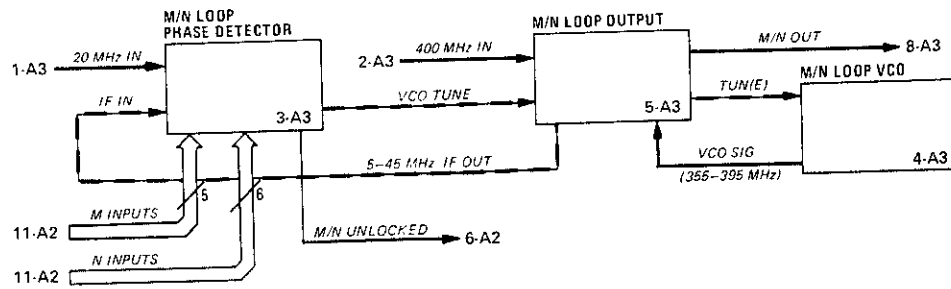 M/N LOOP
PHASE DETECTOR
M/N LOOP OUTPUT
20 MHz IN
1-A3
400 MHz IN
2-A3
M/N OUT
8-A3
M/N LOOP VCO
IF IN
VCO TUNE
TUN(E)
3-A3
5-A3
4-A3
5–45 MHz IF OUT
VCO SIG
(355–395 MHz)
5
6
M INPUTS
11-A2
M/N UNLOCKED
6-A2
N INPUTS
11-A2